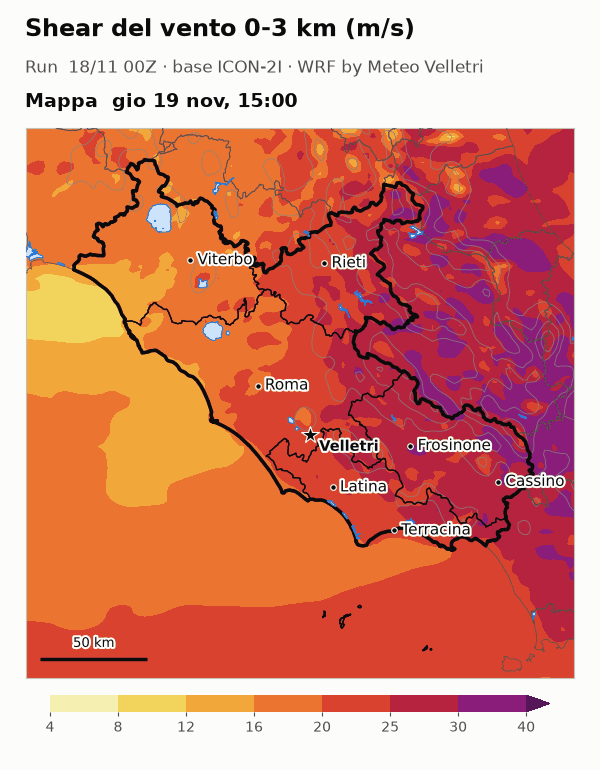 Shear del vento 0-3 km (m/s)
Run  18/11 00Z · base ICON-2I · WRF by Meteo Velletri
Mappa  gio 19 nov, 15:00
Viterbo
Rieti
Roma
Velletri
Frosinone
Cassino
Latina
Terracina
50 km
4 8 12 16 20 25 30 40